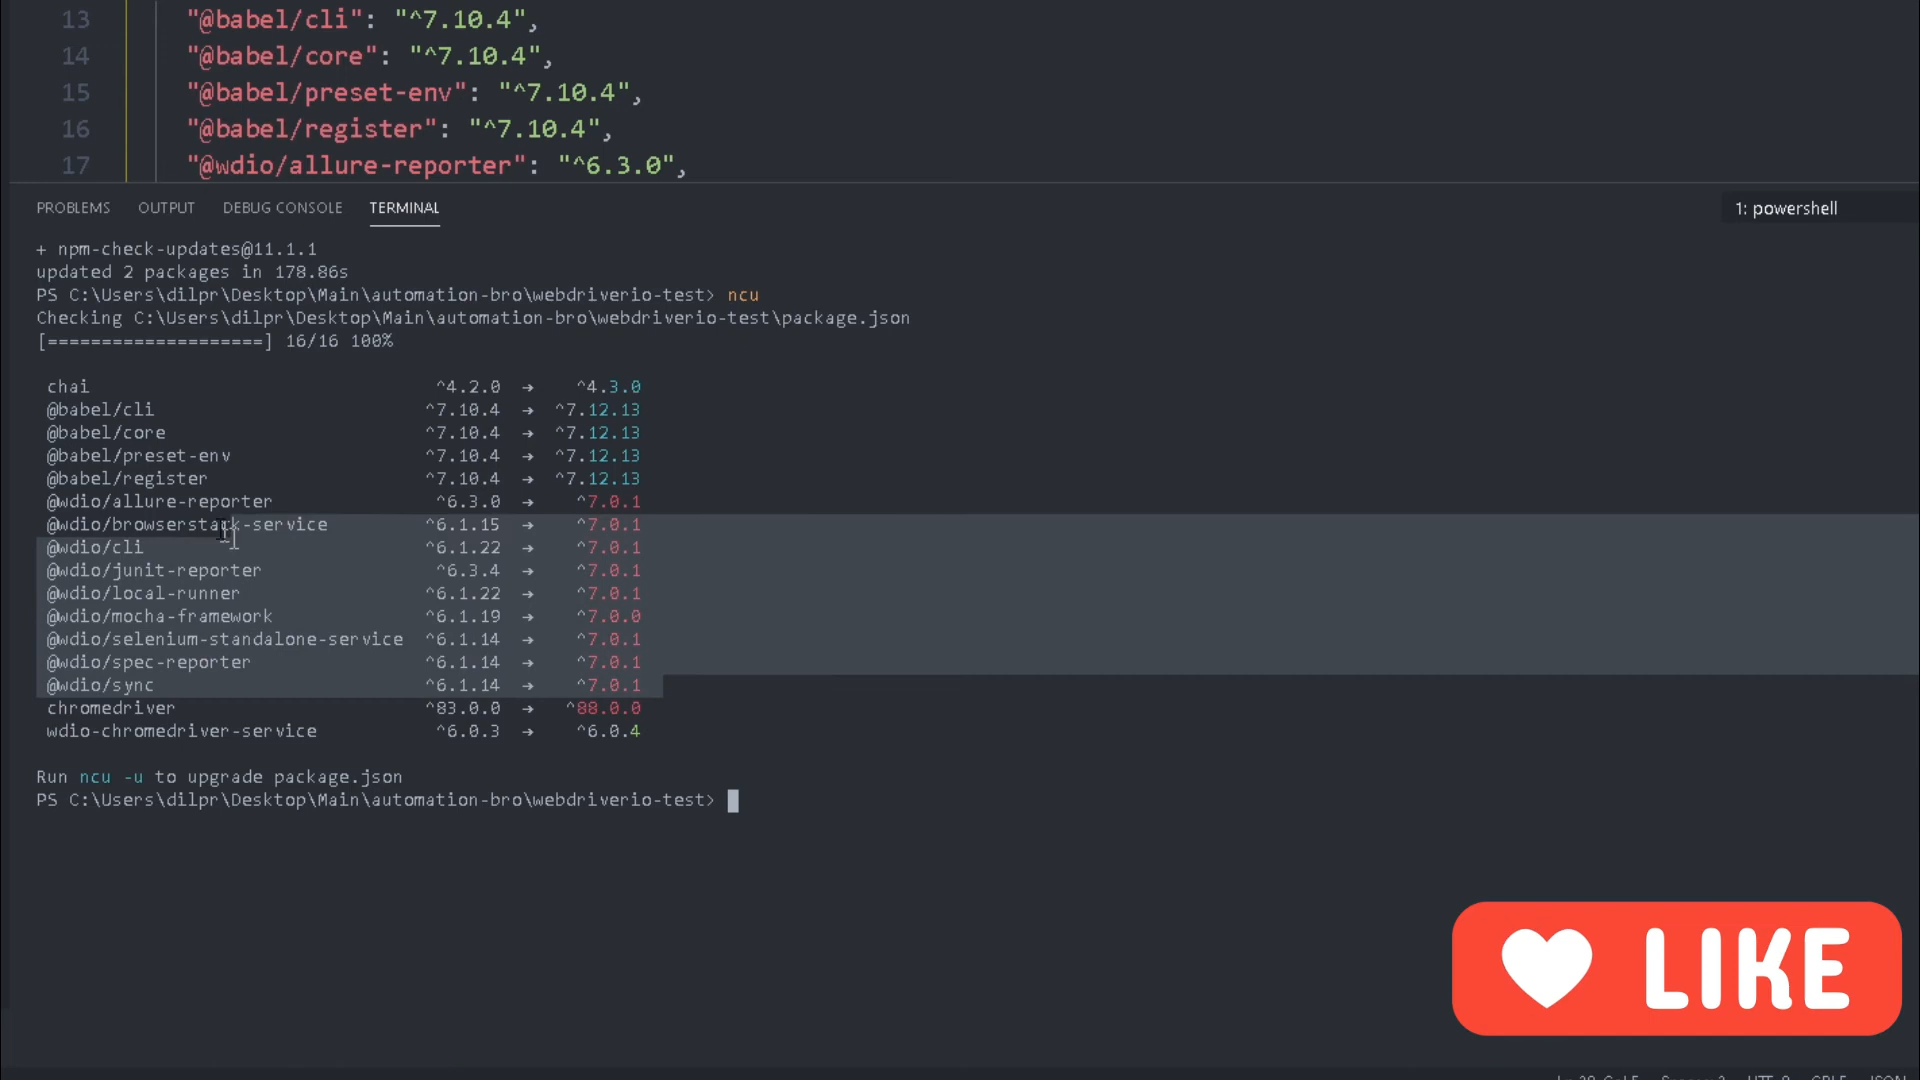 13 "@babel/cli": "^7.10.4",
14 "@babel/core": "^7.10.4",
15 "@babel/preset-env": "^7.10.4",
16 "@babel/register": "^7.10.4",
17 "@wdio/allure-reporter": "^6.3.0",
PROBLEMS OUTPUT DEBUG CONSOLE TERMINAL 1: powershell
+ npm-check-updates@11.1.1
updated 2 packages in 178.86s
PS C:\Users\dilpr\Desktop\Main\automation-bro\webdriverio-test> ncu
Checking C:\Users\dilpr\Desktop\Main\automation-bro\webdriverio-test\package.json
[====================] 16/16 100%
chai ^4.2.0 → ^4.3.0
@babel/cli ^7.10.4 → ^7.12.13
@babel/core ^7.10.4 → ^7.12.13
@babel/preset-env ^7.10.4 → ^7.12.13
@babel/register ^7.10.4 → ^7.12.13
@wdio/allure-reporter ^6.3.0 → ^7.0.1
@wdio/browserstack-service ^6.1.15 → ^7.0.1
@wdio/cli ^6.1.22 → ^7.0.1
@wdio/junit-reporter ^6.3.4 → ^7.0.1
@wdio/local-runner ^6.1.22 → ^7.0.1
@wdio/mocha-framework ^6.1.19 → ^7.0.0
@wdio/selenium-standalone-service ^6.1.14 → ^7.0.1
@wdio/spec-reporter ^6.1.14 → ^7.0.1
@wdio/sync ^6.1.14 → ^7.0.1
chromedriver ^83.0.0 → ^88.0.0
wdio-chromedriver-service ^6.0.3 → ^6.0.4
Run ncu -u to upgrade package.json
PS C:\Users\dilpr\Desktop\Main\automation-bro\webdriverio-test>
LIKE